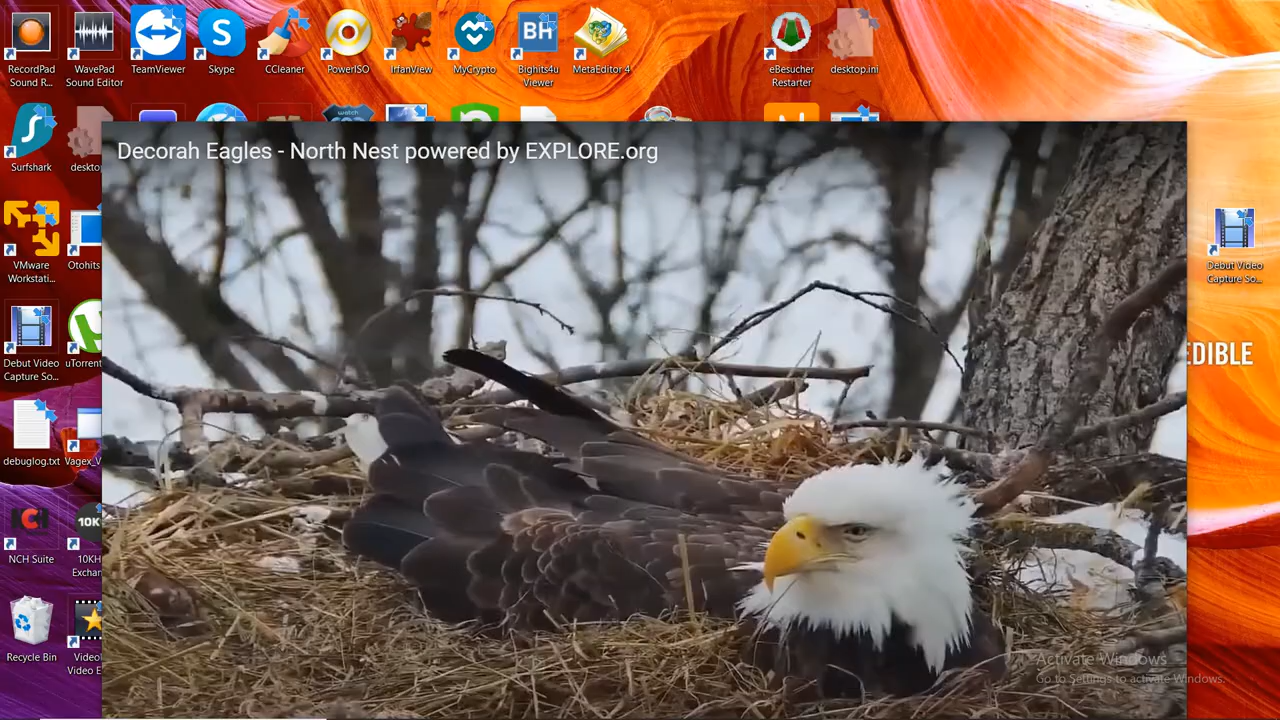 RecordPad
Sound R...
WavePad
Sound Editor
TeamViewer
Skype
CCleaner
PowerISO
IrfanView
MyCrypto
BH
Bighits4u
Viewer
MetaEditor 4
eBesucher
Restarter
desktop.ini
Surfshark
deskto
Decorah Eagles - North Nest powered by EXPLORE.org
VMware
Workstati...
Otohits
Debut Video
Capture So...
Debut Video
Capture So...
uTorrent
EDIBLE
debuglog.txt
Vagex_V
NCH
NCH Suite
10K
10KH
Exchan
Recycle Bin
Video
Video E
Activate Windows
Go to Settings to activate Windows.